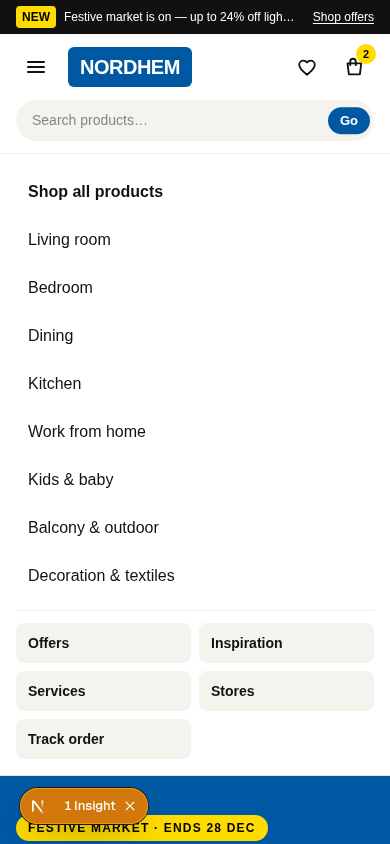 NEW Festive market is on — up to 24% off ligh… Shop offers
NORDHEM 2
Search products… Go
Shop all products
Living room
Bedroom
Dining
Kitchen
Work from home
Kids & baby
Balcony & outdoor
Decoration & textiles
Offers Inspiration
Services Stores
Track order
N 1 Insight
FESTIVE MARKET · ENDS 28 DEC